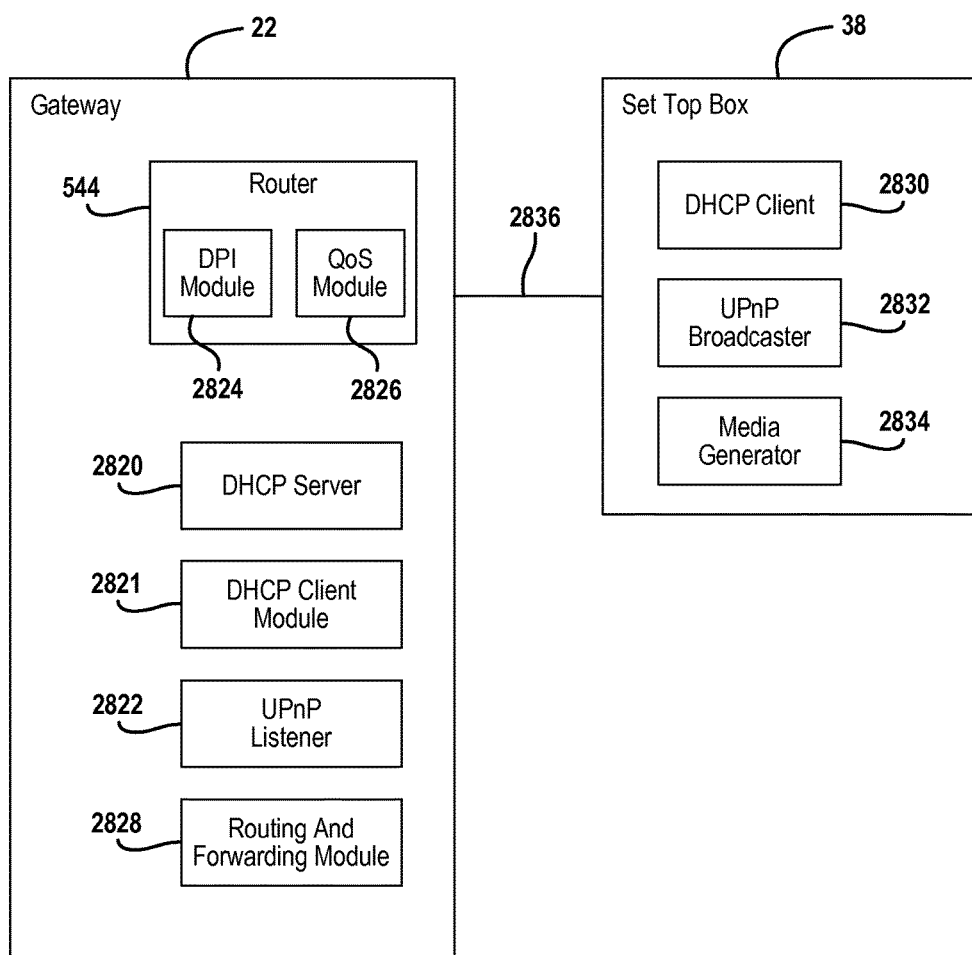 22
38
Gateway
Set Top Box
544
Router
2830
DHCP Client
2836
DPI
Module
QoS
Module
2832
UPnP
Broadcaster
2824
2826
2834
Media
Generator
2820
DHCP Server
2821
DHCP Client
Module
2822
UPnP
Listener
2828
Routing And
Forwarding Module